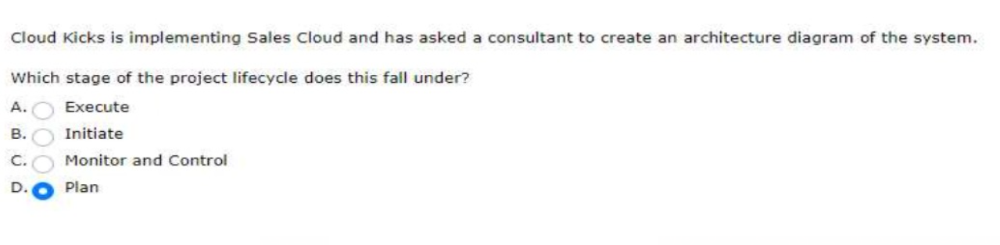 Cloud Kicks is implementing Sales Cloud and has asked a consultant to create an architecture diagram of the system.
Which stage of the project lifecycle does this fall under?
A. Execute
B. Initiate
C. Monitor and Control
D. Plan